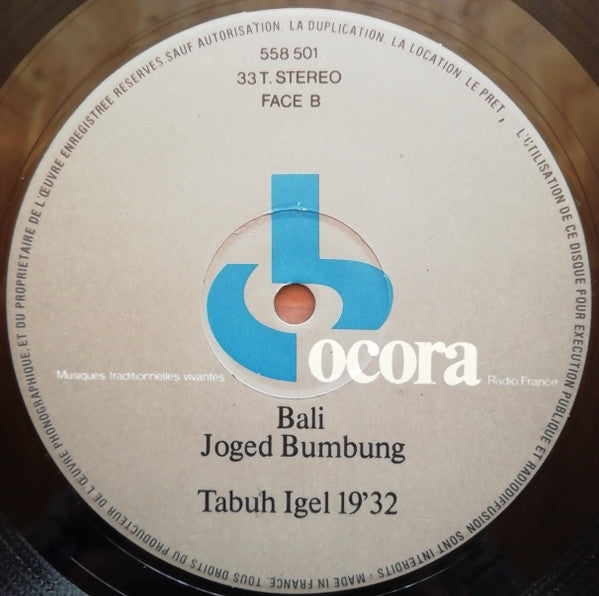 TOUS DROITS DU PRODUCTEUR DE L'ŒUVRE PHONOGRAPHIQUE.ET DU PROPRIETAIRE DE L'ŒUVRE ENREGISTREE RESERVES SAUF AUTORISATION. LA DUPLICATION. LA LOCATION. LE PRET, L'UTILISATION DE CE DISQUE POUR EXECUTION PUBLIQUE ET RADIODIFFUSION SONT INTERDITS - MADE IN FRANCE.
558 501
33 T. STEREO
FACE B
ocora
Musiques traditionnelles vivantes
Radio France
Bali
Joged Bumbung
Tabuh Igel 19'32